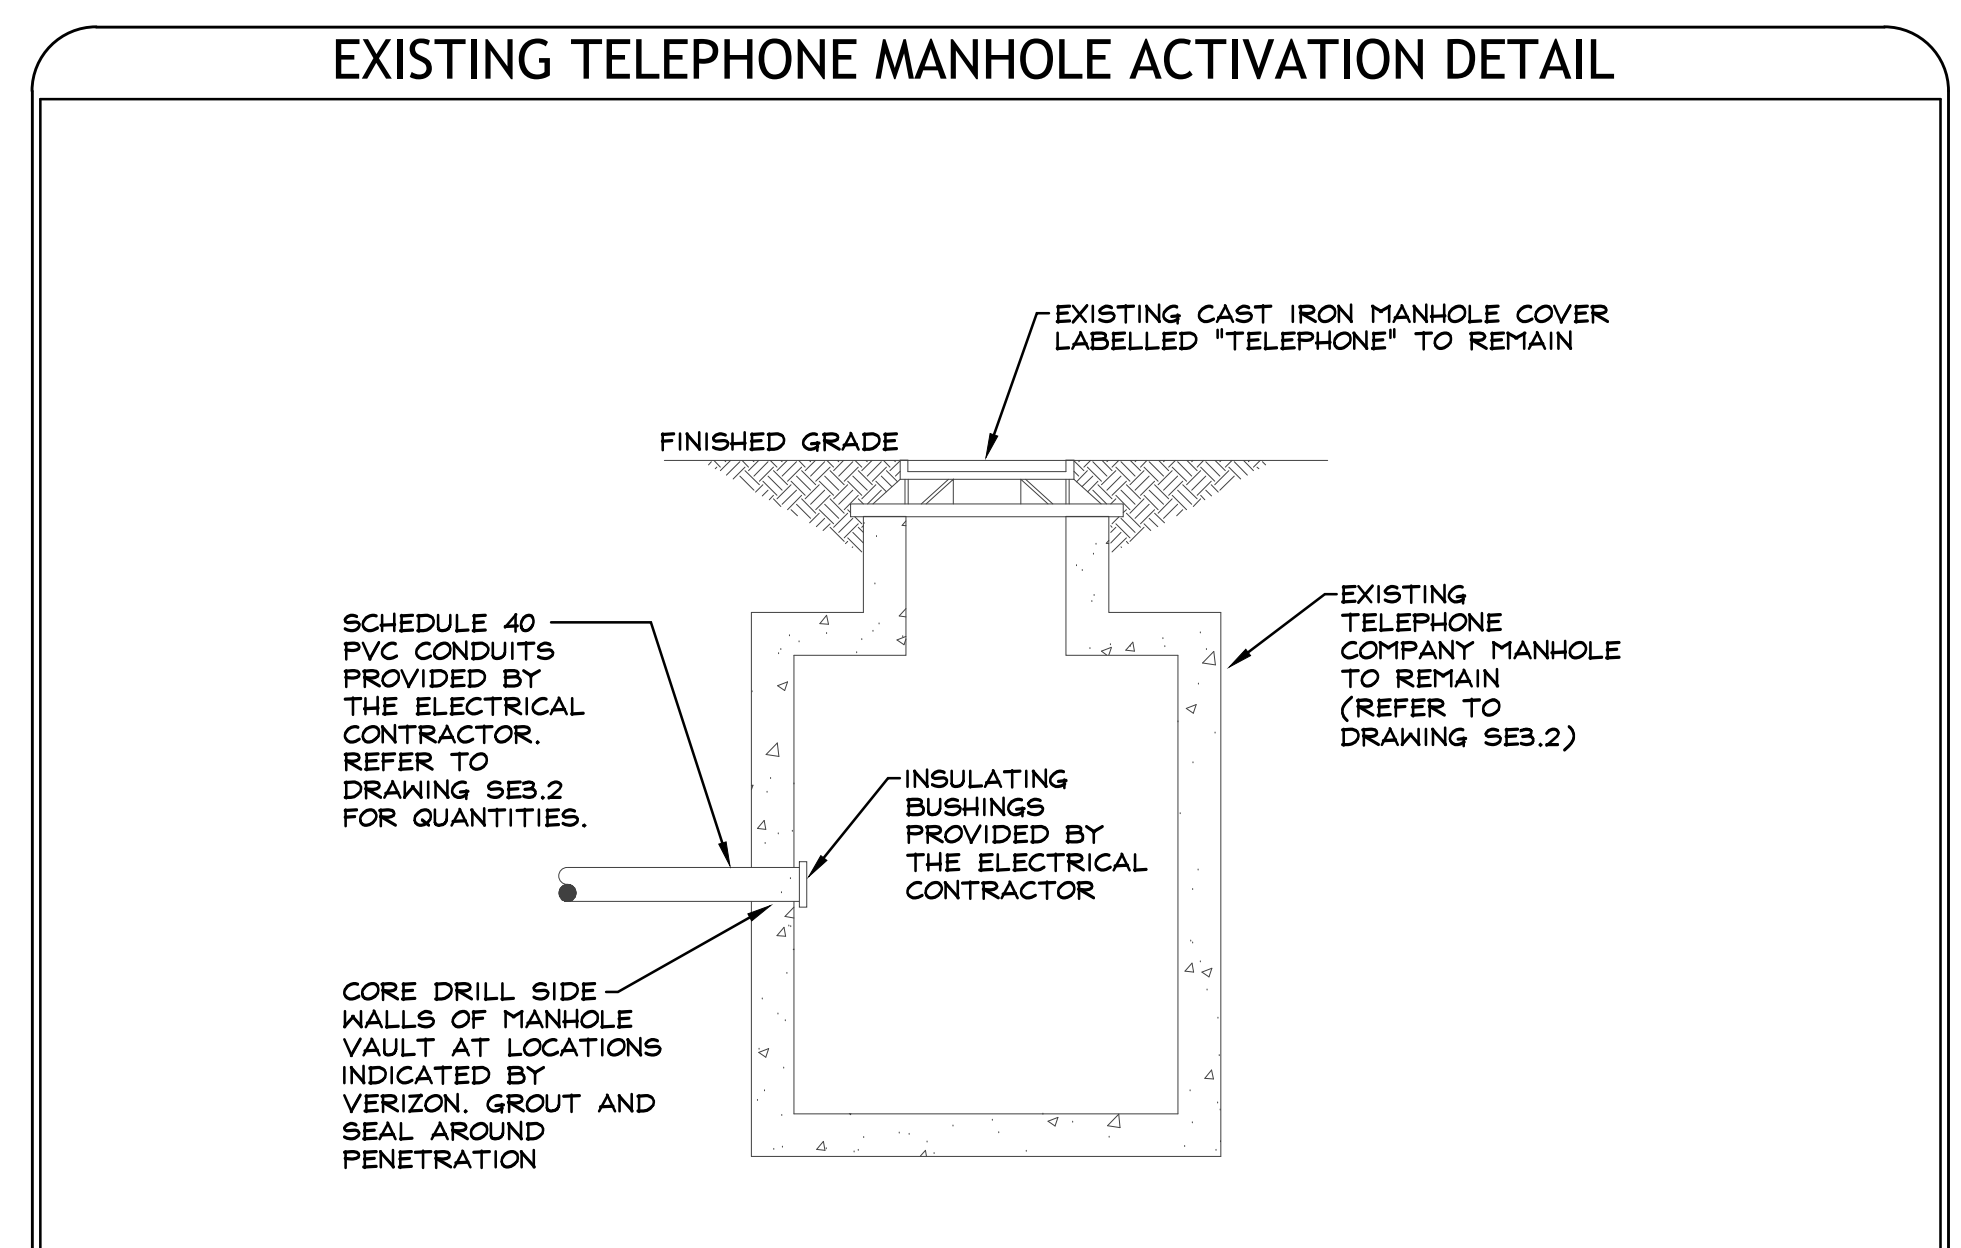 EXISTING TELEPHONE MANHOLE ACTIVATION DETAIL
EXISTING CAST IRON MANHOLE COVER
LABELLED "TELEPHONE" TO REMAIN
FINISHED GRADE
SCHEDULE 40
PVC CONDUITS
PROVIDED BY
THE ELECTRICAL
CONTRACTOR.
REFER TO
DRAWING SE3.2
FOR QUANTITIES.
EXISTING
TELEPHONE
COMPANY MANHOLE
TO REMAIN
(REFER TO
DRAWING SE3.2)
INSULATING
BUSHINGS
PROVIDED BY
THE ELECTRICAL
CONTRACTOR
CORE DRILL SIDE
WALLS OF MANHOLE
VAULT AT LOCATIONS
INDICATED BY
VERIZON. GROUT AND
SEAL AROUND
PENETRATION